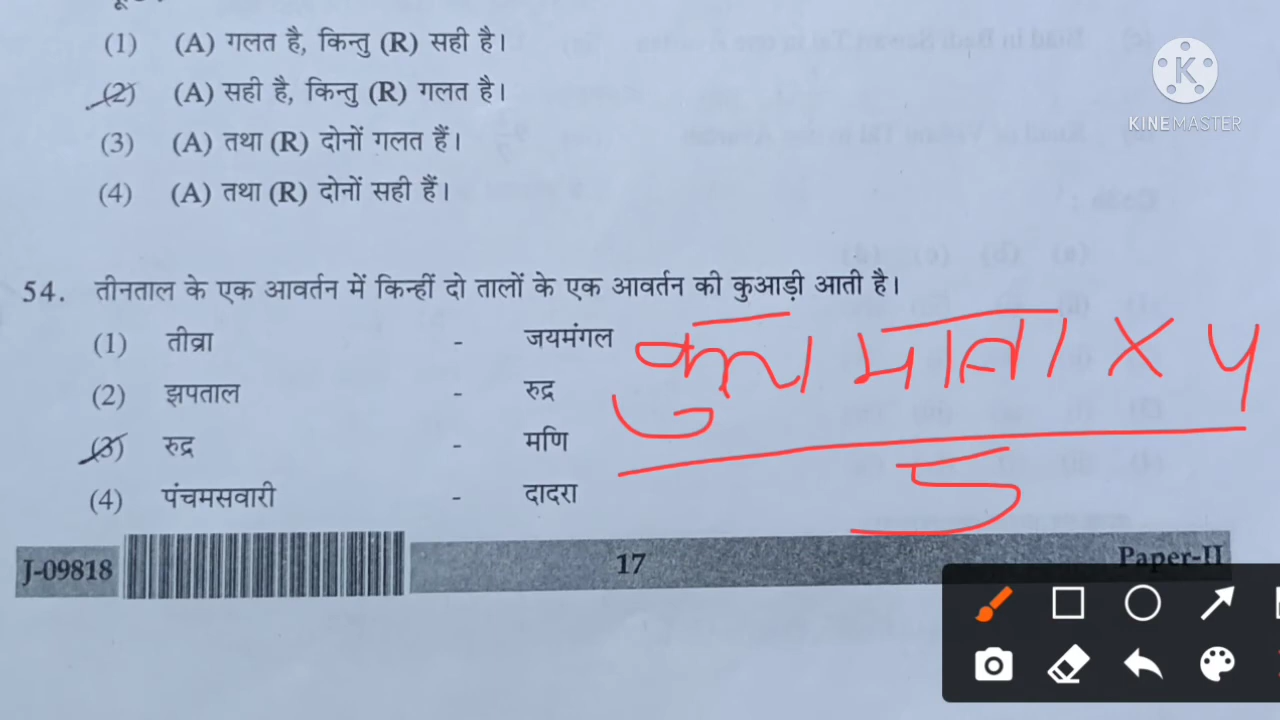 (1) (A) गलत है, किन्तु (R) सही है।
(2) (A) सही है, किन्तु (R) गलत है।
(3) (A) तथा (R) दोनों गलत हैं।
(4) (A) तथा (R) दोनों सही हैं।
KINEMASTER
54. तीनताल के एक आवर्तन में किन्हीं दो तालों के एक आवर्तन की कुआड़ी आती है।
(1) तीव्रा - जयमंगल
(2) झपताल - रुद्र
(3) रुद्र - मणि
(4) पंचमसवारी - दादरा
कुल मात्रा × 4
5
J-09818 17 Paper-II